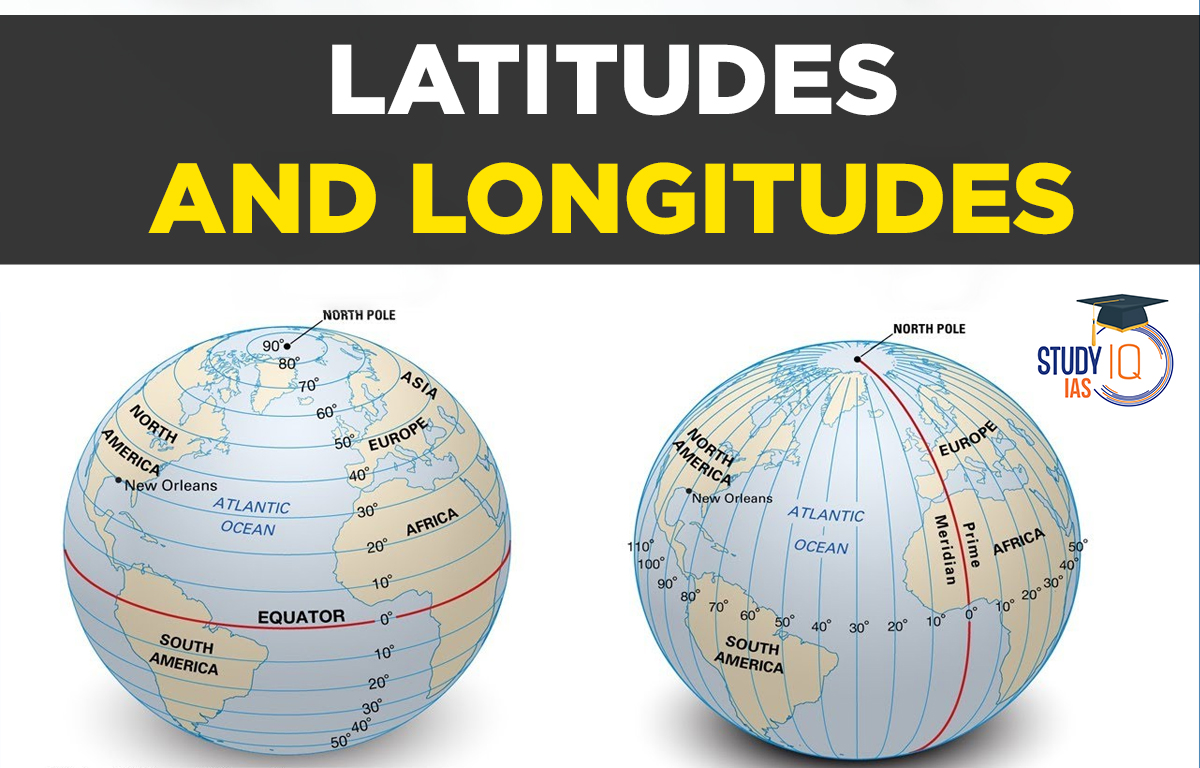 LATITUDES
AND LONGITUDES
STUDY IQ
IAS
NORTH POLE
90°
80°
70°
60°
50°
40°
30°
20°
10°
0°
10°
20°
30°
40°
50°
ASIA
EUROPE
NORTH
AMERICA
New Orleans
ATLANTIC
OCEAN
AFRICA
EQUATOR
SOUTH
AMERICA
NORTH POLE
EUROPE
NORTH
AMERICA
New Orleans
ATLANTIC
OCEAN
Prime
Meridian
AFRICA
110°
100°
90°
80°
70°
60°
50°
40°
30°
20°
10°
0°
10°
20°
30°
40°
50°
SOUTH
AMERICA